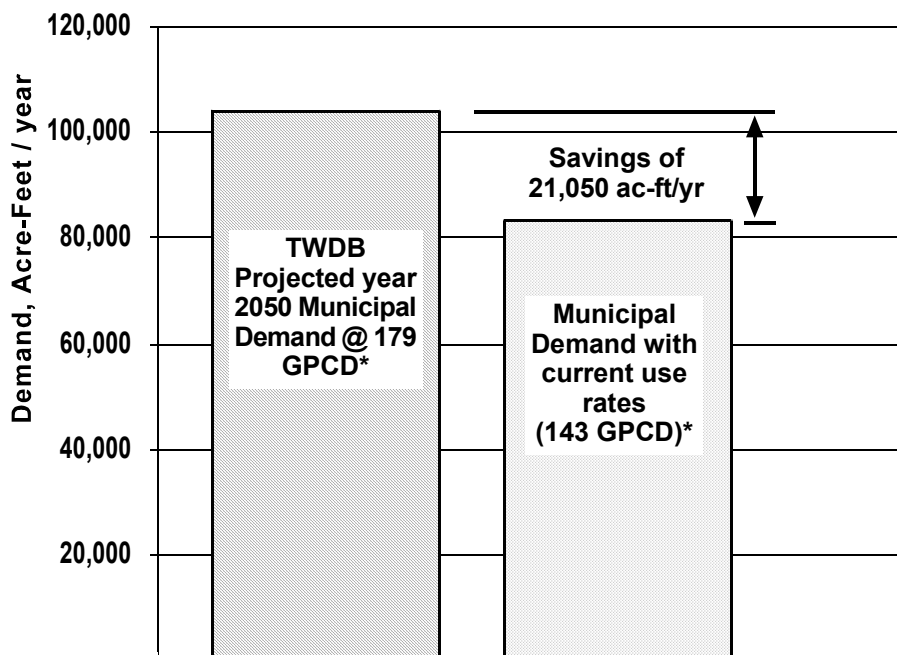 120,000
100,000
80,000
60,000
40,000
20,000
Demand, Acre-Feet / year
TWDB
Projected year
2050 Municipal
Demand @ 179
GPCD*
Savings of
21,050 ac-ft/yr
Municipal
Demand with
current use
rates
(143 GPCD)*